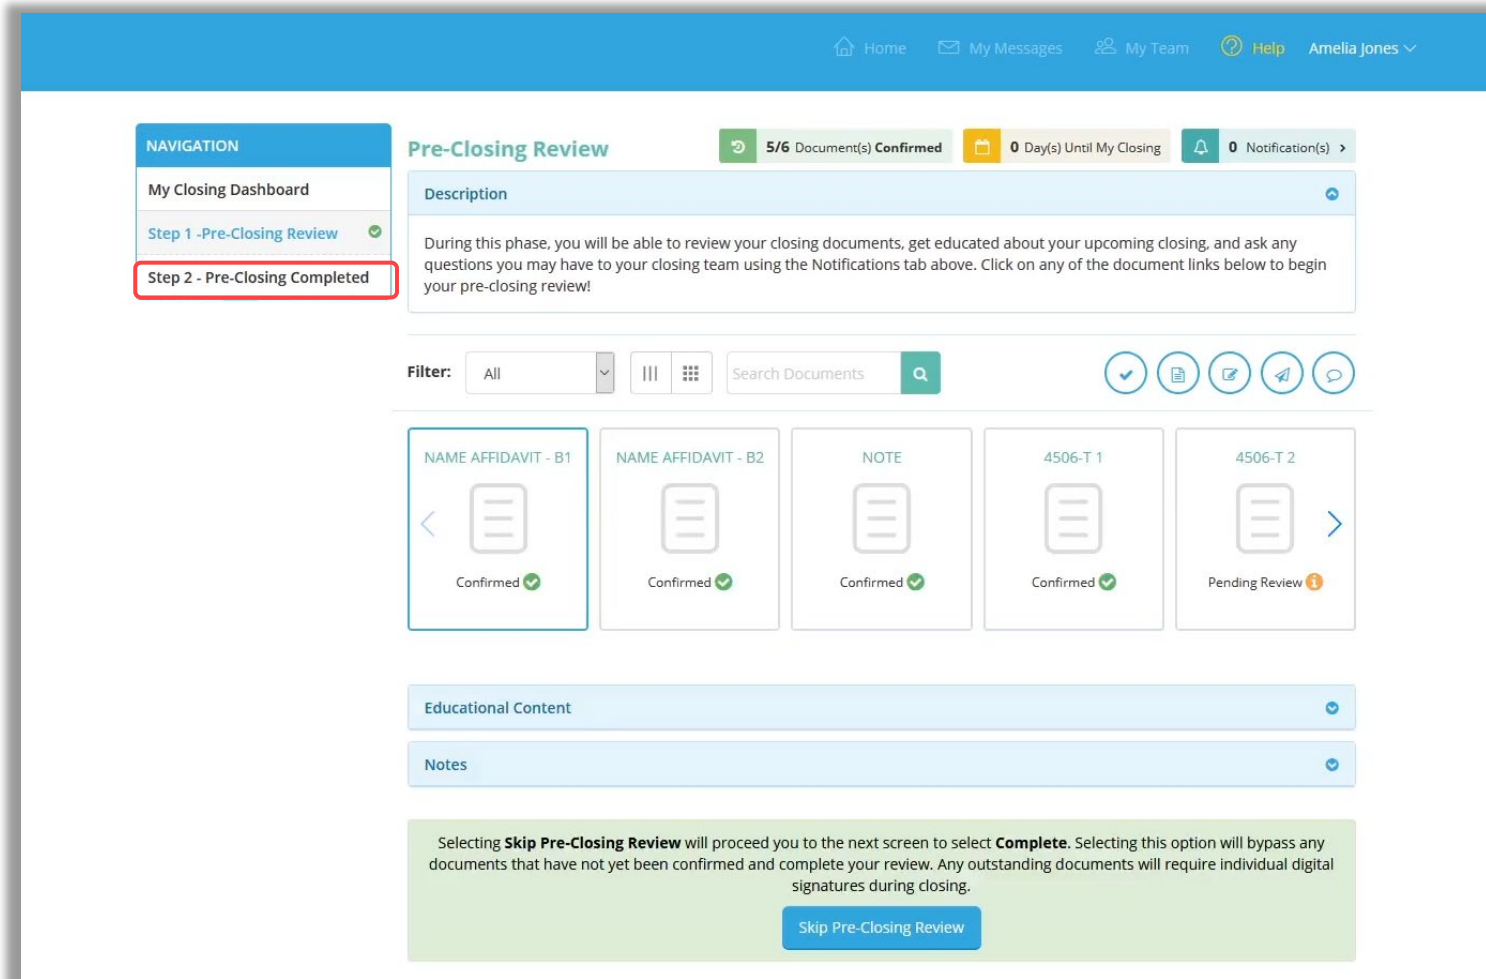 Home My Messages My Team Help Amelia Jones
NAVIGATION
My Closing Dashboard
Step 1 -Pre-Closing Review
Step 2 - Pre-Closing Completed
Pre-Closing Review
5/6 Document(s) Confirmed
0 Day(s) Until My Closing
0 Notification(s) >
Description
During this phase, you will be able to review your closing documents, get educated about your upcoming closing, and ask any
questions you may have to your closing team using the Notifications tab above. Click on any of the document links below to begin
your pre-closing review!
Filter: All Search Documents
NAME AFFIDAVIT - B1
Confirmed
NAME AFFIDAVIT - B2
Confirmed
NOTE
Confirmed
4506-T 1
Confirmed
4506-T 2
Pending Review
Educational Content
Notes
Selecting Skip Pre-Closing Review will proceed you to the next screen to select Complete. Selecting this option will bypass any
documents that have not yet been confirmed and complete your review. Any outstanding documents will require individual digital
signatures during closing.
Skip Pre-Closing Review